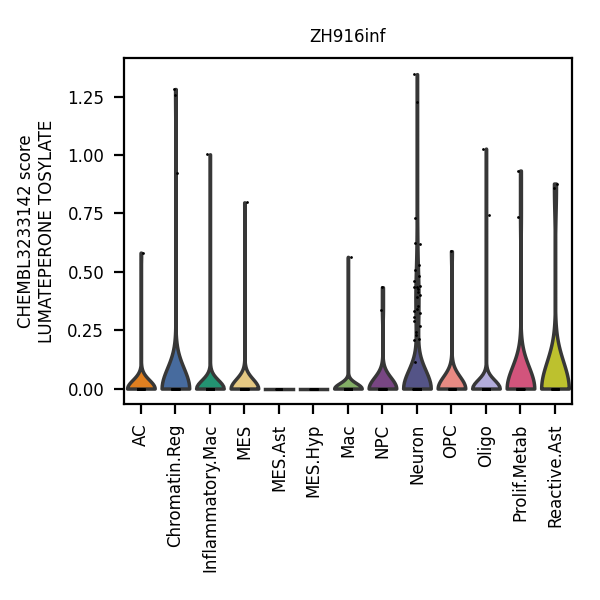 ZH916inf
CHEMBL3233142 score
LUMATEPERONE TOSYLATE
1.25
1.00
0.75
0.50
0.25
0.00
AC
Chromatin.Reg
Inflammatory.Mac
MES
MES.Ast
MES.Hyp
Mac
NPC
Neuron
OPC
Oligo
Prolif.Metab
Reactive.Ast